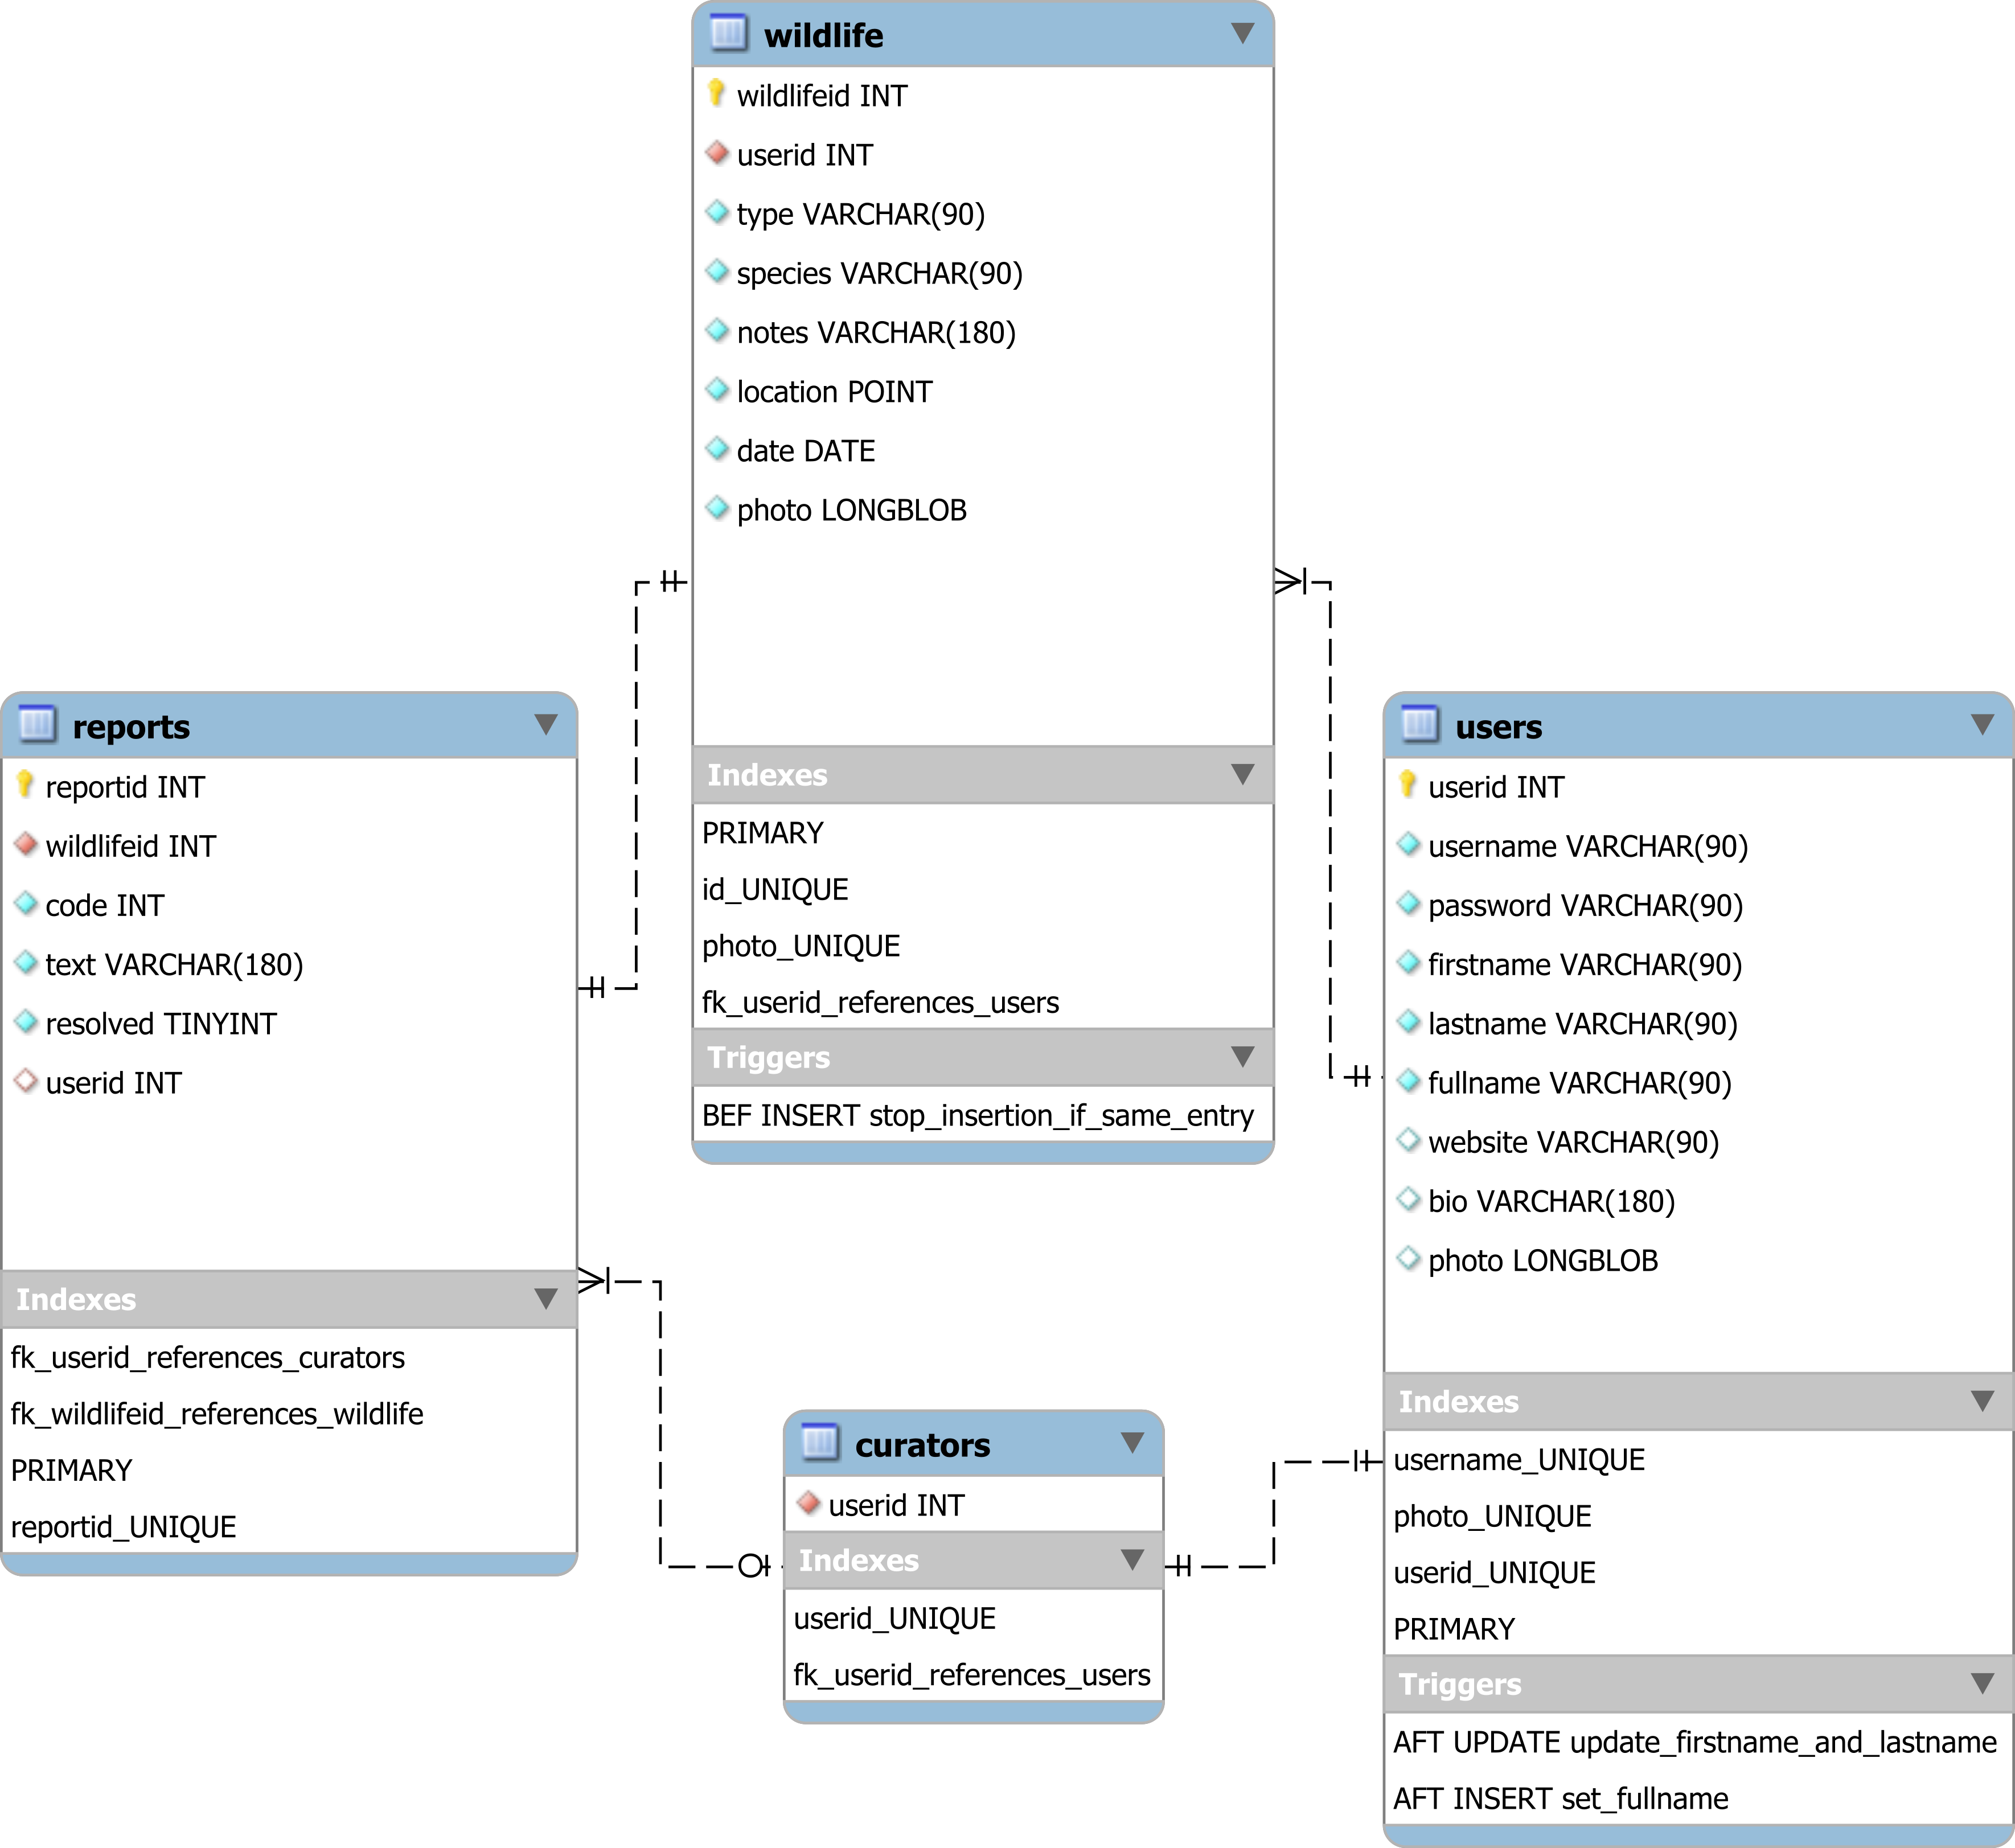 wildlife
wildlifeid INT
userid INT
type VARCHAR(90)
species VARCHAR(90)
notes VARCHAR(180)
location POINT
date DATE
photo LONGBLOB
Indexes
PRIMARY
id_UNIQUE
photo_UNIQUE
fk_userid_references_users
Triggers
BEF INSERT stop_insertion_if_same_entry
reports
reportid INT
wildlifeid INT
code INT
text VARCHAR(180)
resolved TINYINT
userid INT
Indexes
fk_userid_references_curators
fk_wildlifeid_references_wildlife
PRIMARY
reportid_UNIQUE
curators
userid INT
Indexes
userid_UNIQUE
fk_userid_references_users
users
userid INT
username VARCHAR(90)
password VARCHAR(90)
firstname VARCHAR(90)
lastname VARCHAR(90)
fullname VARCHAR(90)
website VARCHAR(90)
bio VARCHAR(180)
photo LONGBLOB
Indexes
username_UNIQUE
photo_UNIQUE
userid_UNIQUE
PRIMARY
Triggers
AFT UPDATE update_firstname_and_lastname
AFT INSERT set_fullname